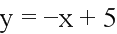 y = –x + 5